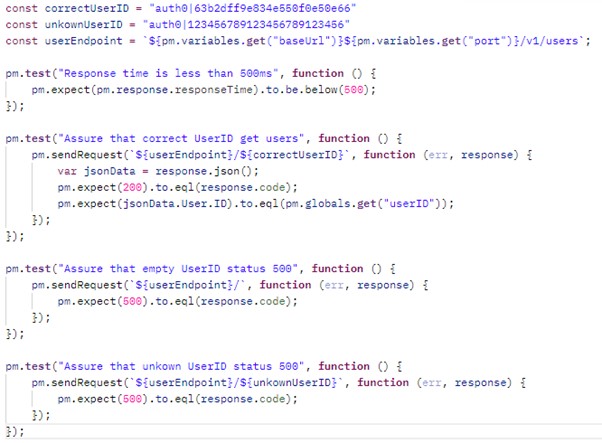 const correctUserID = "auth0|63b2dff9e834e550f0e50e66"
const unkownUserID = "auth0|123456789123456789123456"
const userEndpoint = `${pm.variables.get("baseUrl")}${pm.variables.get("port")}/v1/users`;
pm.test("Response time is less than 500ms", function () {
pm.expect(pm.response.responseTime).to.be.below(500);
});
pm.test("Assure that correct UserID get users", function () {
pm.sendRequest(`${userEndpoint}/${correctUserID}`, function (err, response) {
var jsonData = response.json();
pm.expect(200).to.eql(response.code);
pm.expect(jsonData.User.ID).to.eql(pm.globals.get("userID"));
});
});
pm.test("Assure that empty UserID status 500", function () {
pm.sendRequest(`${userEndpoint}/`, function (err, response) {
pm.expect(500).to.eql(response.code);
});
});
pm.test("Assure that unkown UserID status 500", function () {
pm.sendRequest(`${userEndpoint}/${unkownUserID}`, function (err, response) {
pm.expect(500).to.eql(response.code);
});
});